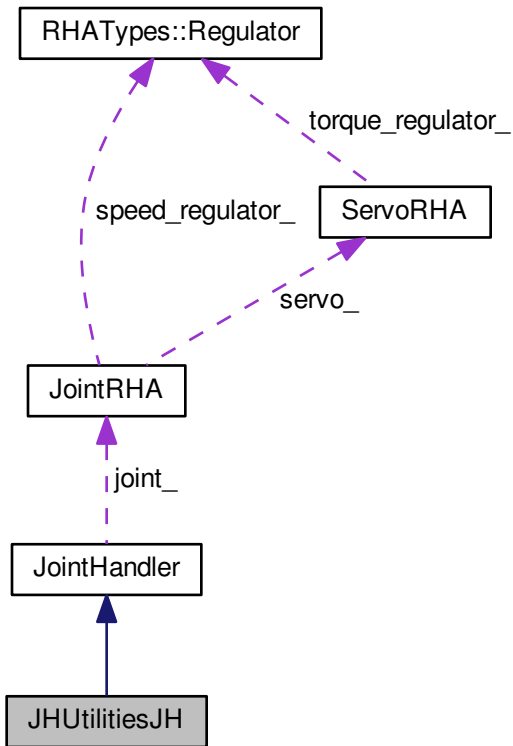 RHATypes::Regulator
torque_regulator_
speed_regulator_
ServoRHA
servo_
JointRHA
joint_
JointHandler
JHUtilitiesJH